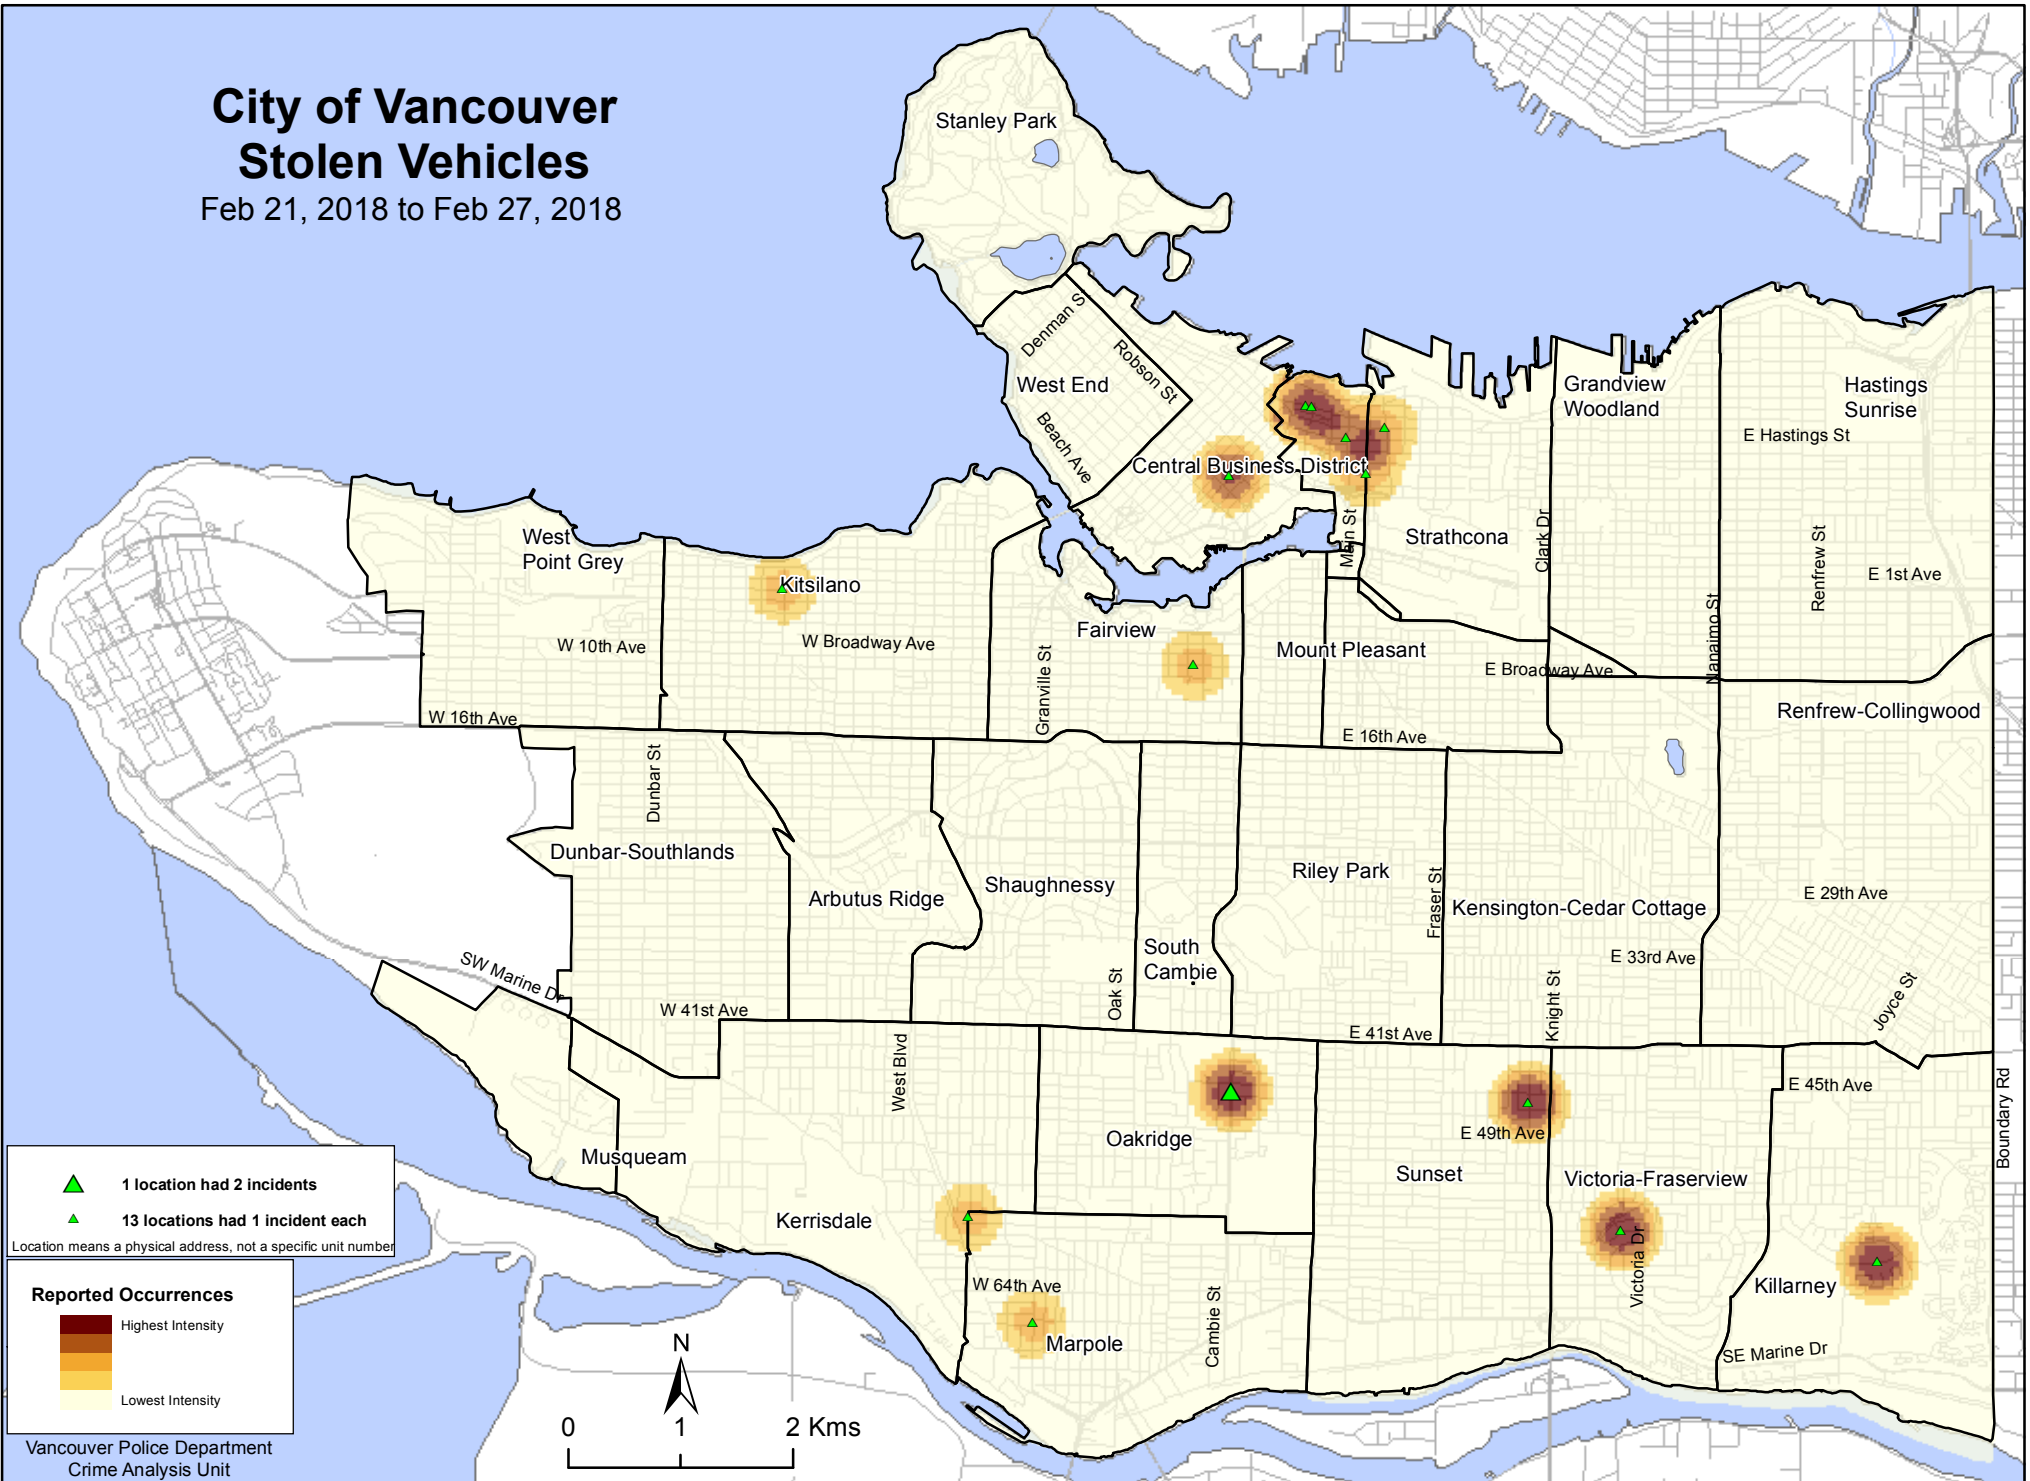 City of Vancouver
Stolen Vehicles
Feb 21, 2018 to Feb 27, 2018
Stanley Park
Denman St
Robson St
West End
Beach Ave
Central Business District
Grandview
Woodland
Hastings
Sunrise
E Hastings St
West
Point Grey
Kitsilano
Main St
Strathcona
Clark Dr
Renfrew St
E 1st Ave
Nanaimo St
W 10th Ave
W Broadway Ave
Fairview
Granville St
Mount Pleasant
E Broadway Ave
W 16th Ave
E 16th Ave
Renfrew-Collingwood
Dunbar St
Dunbar-Southlands
Arbutus Ridge
Shaughnessy
Riley Park
Fraser St
Kensington-Cedar Cottage
E 29th Ave
South
Cambie
E 33rd Ave
SW Marine Dr
W 41st Ave
Oak St
E 41st Ave
Knight St
Joyce St
West Blvd
E 45th Ave
Boundary Rd
Oakridge
E 49th Ave
Musqueam
Sunset
Victoria-Fraserview
Kerrisdale
Victoria Dr
W 64th Ave
Killarney
Marpole
Cambie St
SE Marine Dr
1 location had 2 incidents
13 locations had 1 incident each
Location means a physical address, not a specific unit number
Reported Occurrences
Highest Intensity
Lowest Intensity
N
0 1 2 Kms
Vancouver Police Department
Crime Analysis Unit